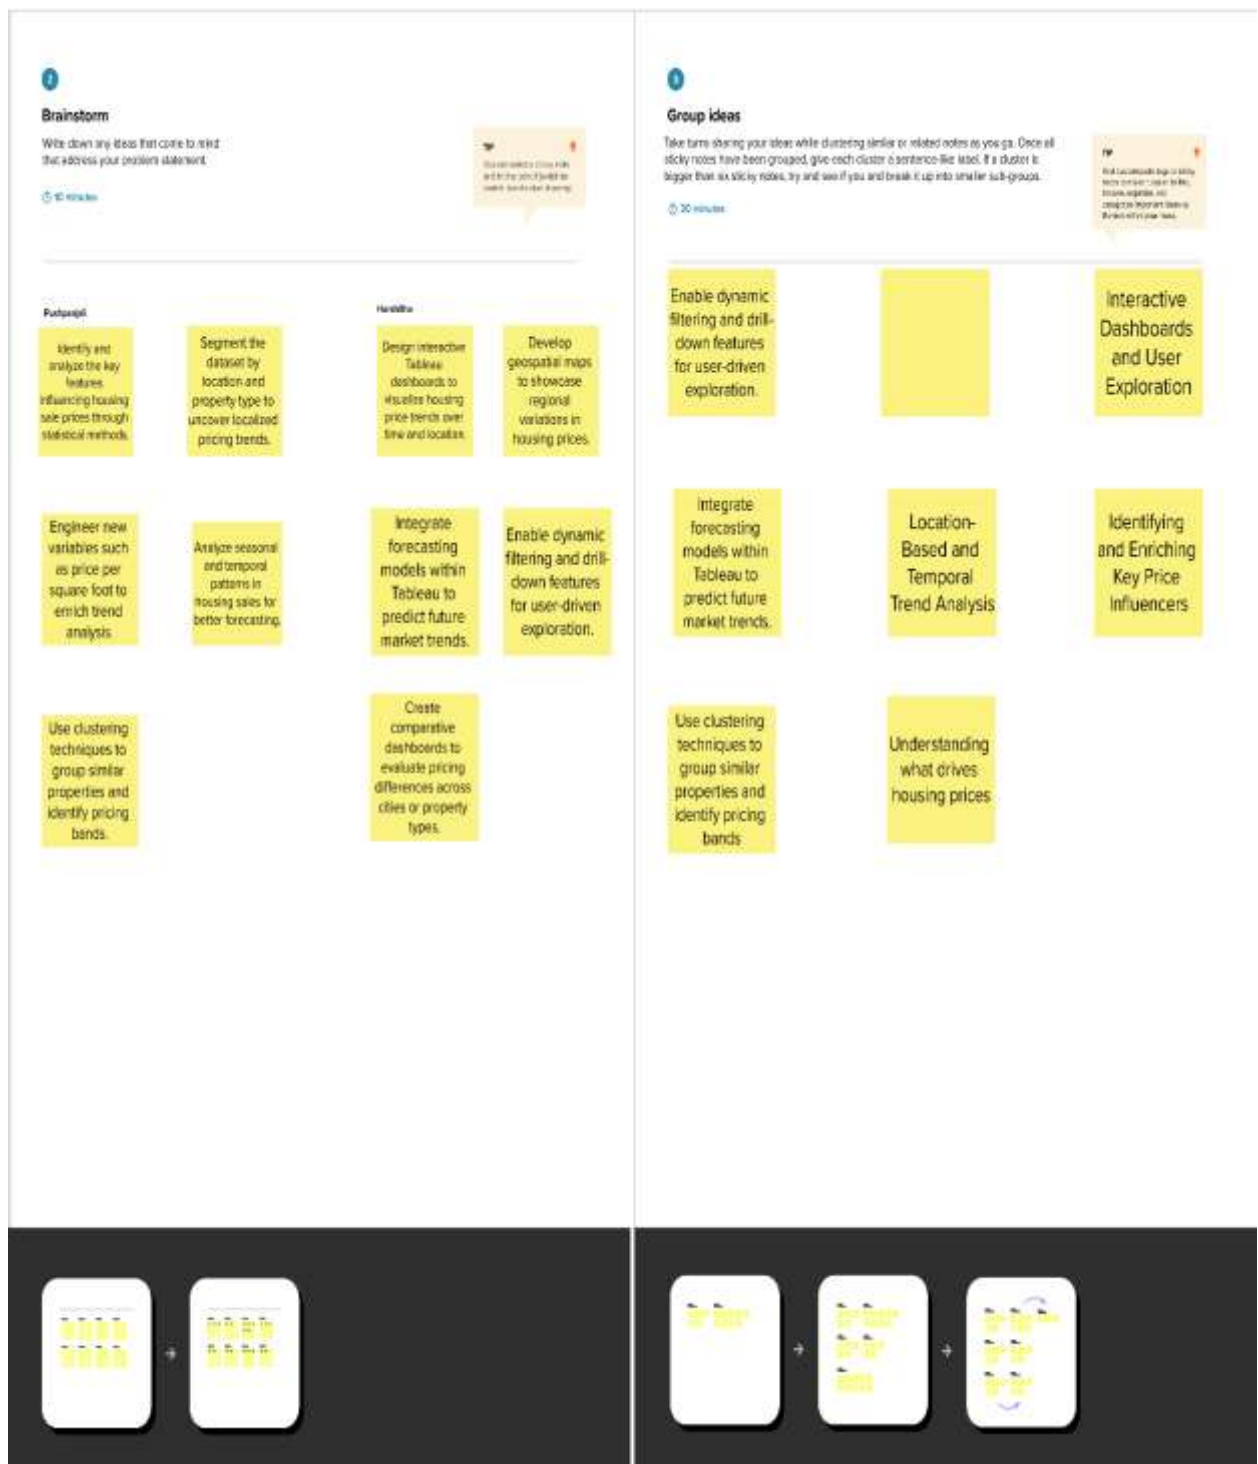 2
Brainstorm
Write down any ideas that come to mind
that address your problem statement.
10 minutes
TIP
Pushpanjali
Identify and
analyze the key
features
influencing housing
sale prices through
statistical methods.
Segment the
dataset by
location and
property type to
uncover localized
pricing trends.
Design interactive
Tableau
dashboards to
visualize housing
price trends over
time and location.
Develop
geospatial maps
to showcase
regional
variations in
housing prices.
Engineer new
variables such
as price per
square foot to
enrich trend
analysis.
Analyze seasonal
and temporal
patterns in
housing sales for
better forecasting.
Integrate
forecasting
models within
Tableau to
predict future
market trends.
Enable dynamic
filtering and drill-
down features
for user-driven
exploration.
Use clustering
techniques to
group similar
properties and
identify pricing
bands.
Create
comparative
dashboards to
evaluate pricing
differences across
cities or property
types.
3
Group ideas
Take turns sharing your ideas while clustering similar or related notes as you go. Once all
sticky notes have been grouped, give each cluster a sentence-like label. If a cluster is
bigger than six sticky notes, try and see if you and break it up into smaller sub-groups.
20 minutes
TIP
Enable dynamic
filtering and drill-
down features
for user-driven
exploration.
Interactive
Dashboards
and User
Exploration
Integrate
forecasting
models within
Tableau to
predict future
market trends.
Location-
Based and
Temporal
Trend Analysis
Identifying
and Enriching
Key Price
Influencers
Use clustering
techniques to
group similar
properties and
identify pricing
bands
Understanding
what drives
housing prices